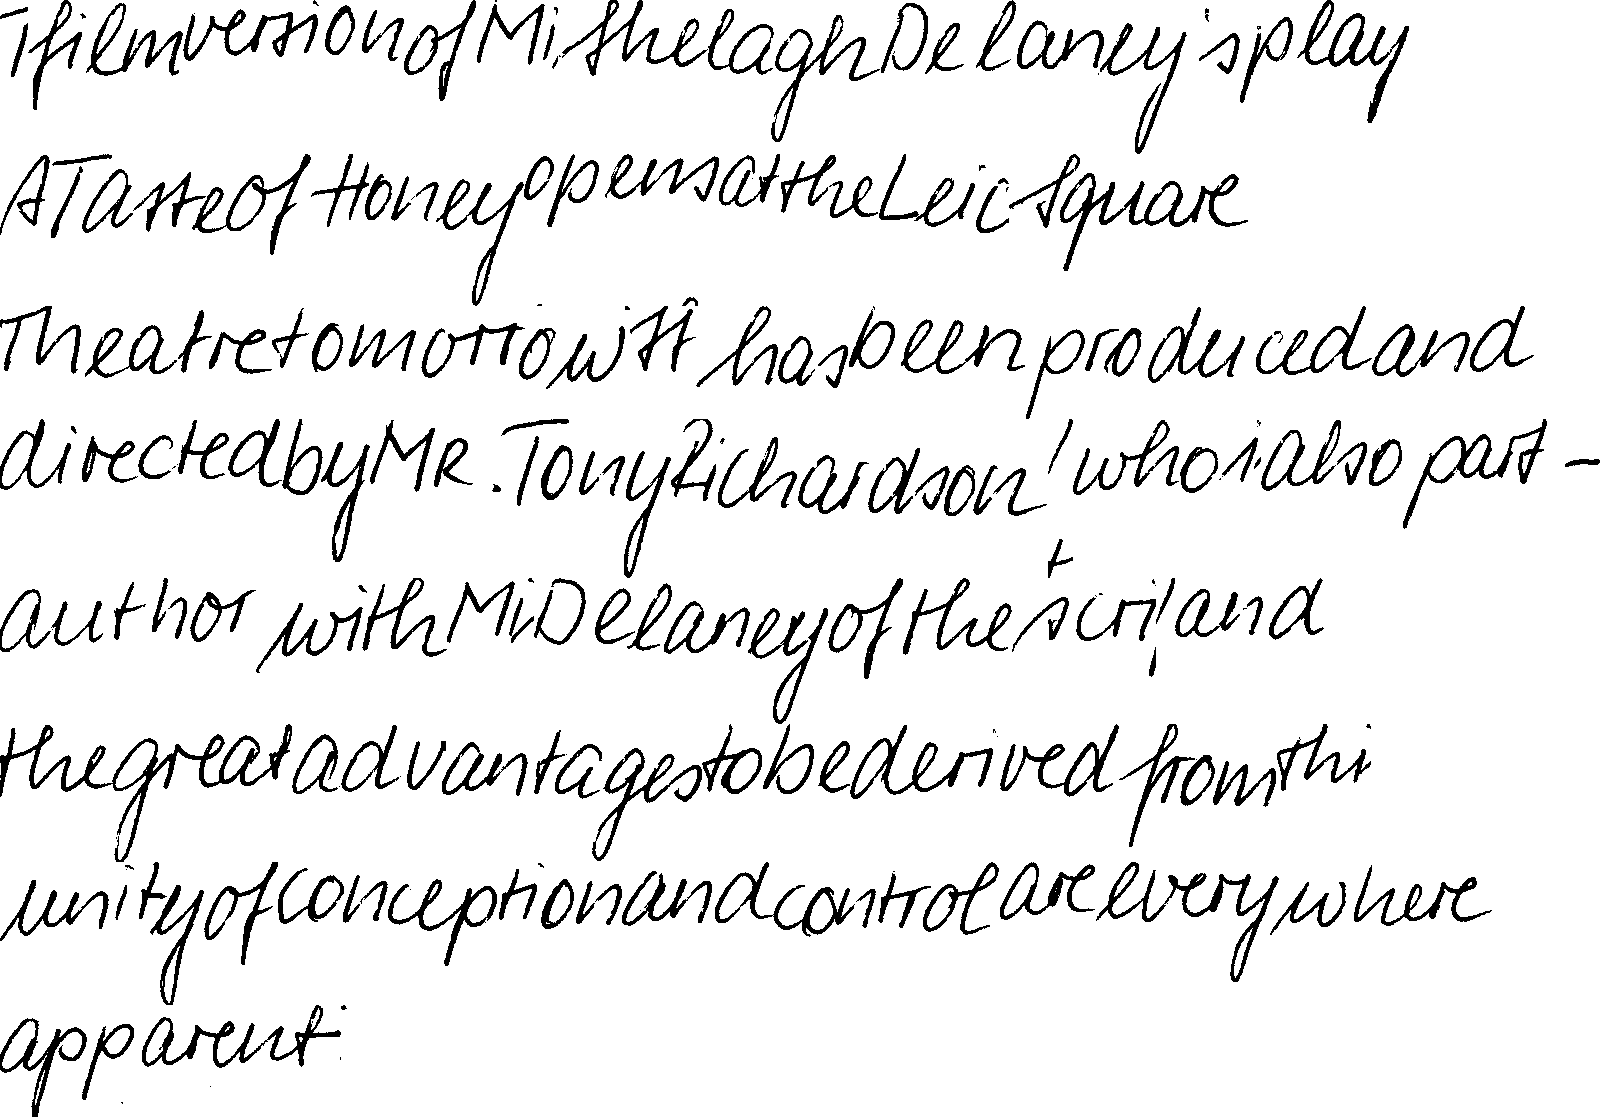 T film version of Mi Shelagh Delaney's play
A Taste of Honey opens at the Leic Square
Theatre tomorrow It has been produced and
directed by MR. Tony Richardson, who i also part-
author with Mi Delaney of the scri and
the great advantages to be derived from thi
unity of conception and control are everywhere
apparent.